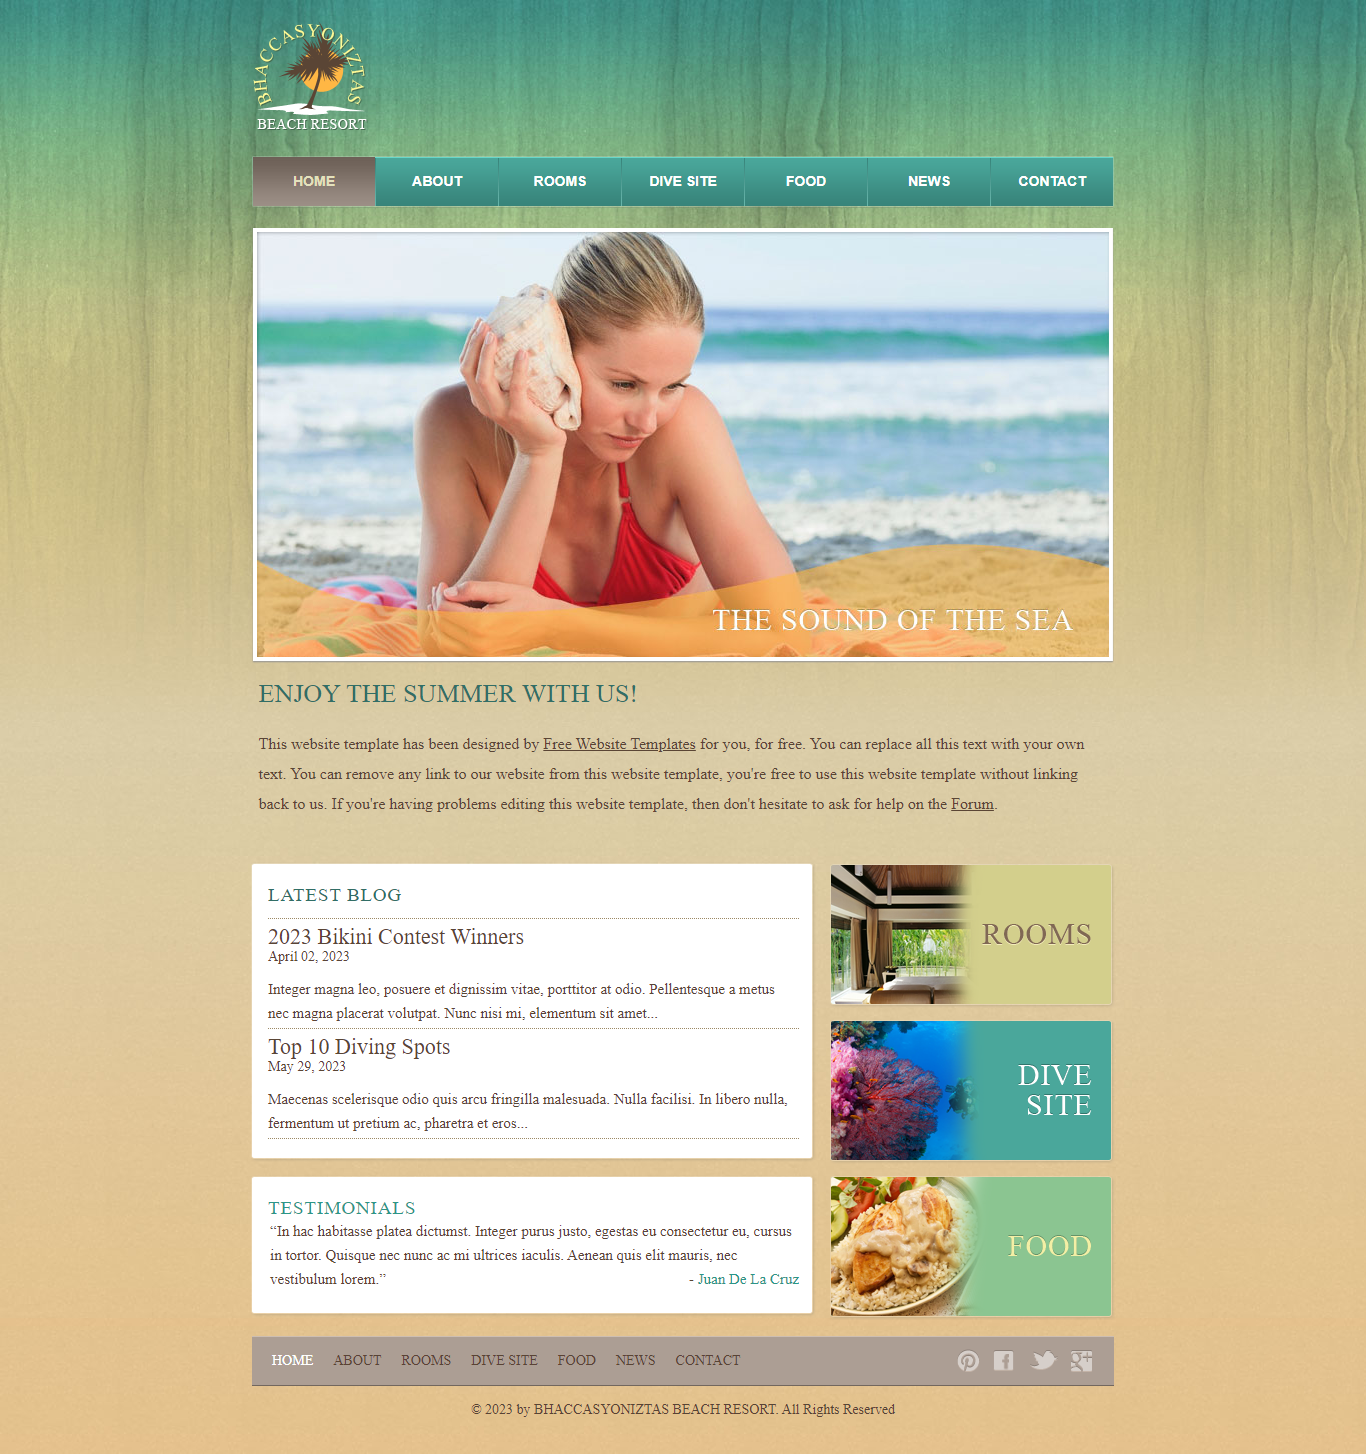 BHACCASYONIZTAS
BEACH RESORT
HOME ABOUT ROOMS DIVE SITE FOOD NEWS CONTACT
THE SOUND OF THE SEA
ENJOY THE SUMMER WITH US!
This website template has been designed by Free Website Templates for you, for free. You can replace all this text with your own
text. You can remove any link to our website from this website template, you're free to use this website template without linking
back to us. If you're having problems editing this website template, then don't hesitate to ask for help on the Forum.
LATEST BLOG
2023 Bikini Contest Winners
April 02, 2023
Integer magna leo, posuere et dignissim vitae, porttitor at odio. Pellentesque a metus
nec magna placerat volutpat. Nunc nisi mi, elementum sit amet...
Top 10 Diving Spots
May 29, 2023
Maecenas scelerisque odio quis arcu fringilla malesuada. Nulla facilisi. In libero nulla,
fermentum ut pretium ac, pharetra et eros...
ROOMS
DIVE
SITE
TESTIMONIALS
“In hac habitasse platea dictumst. Integer purus justo, egestas eu consectetur eu, cursus
in tortor. Quisque nec nunc ac mi ultrices iaculis. Aenean quis elit mauris, nec
vestibulum lorem.” - Juan De La Cruz
FOOD
HOME ABOUT ROOMS DIVE SITE FOOD NEWS CONTACT
© 2023 by BHACCASYONIZTAS BEACH RESORT. All Rights Reserved